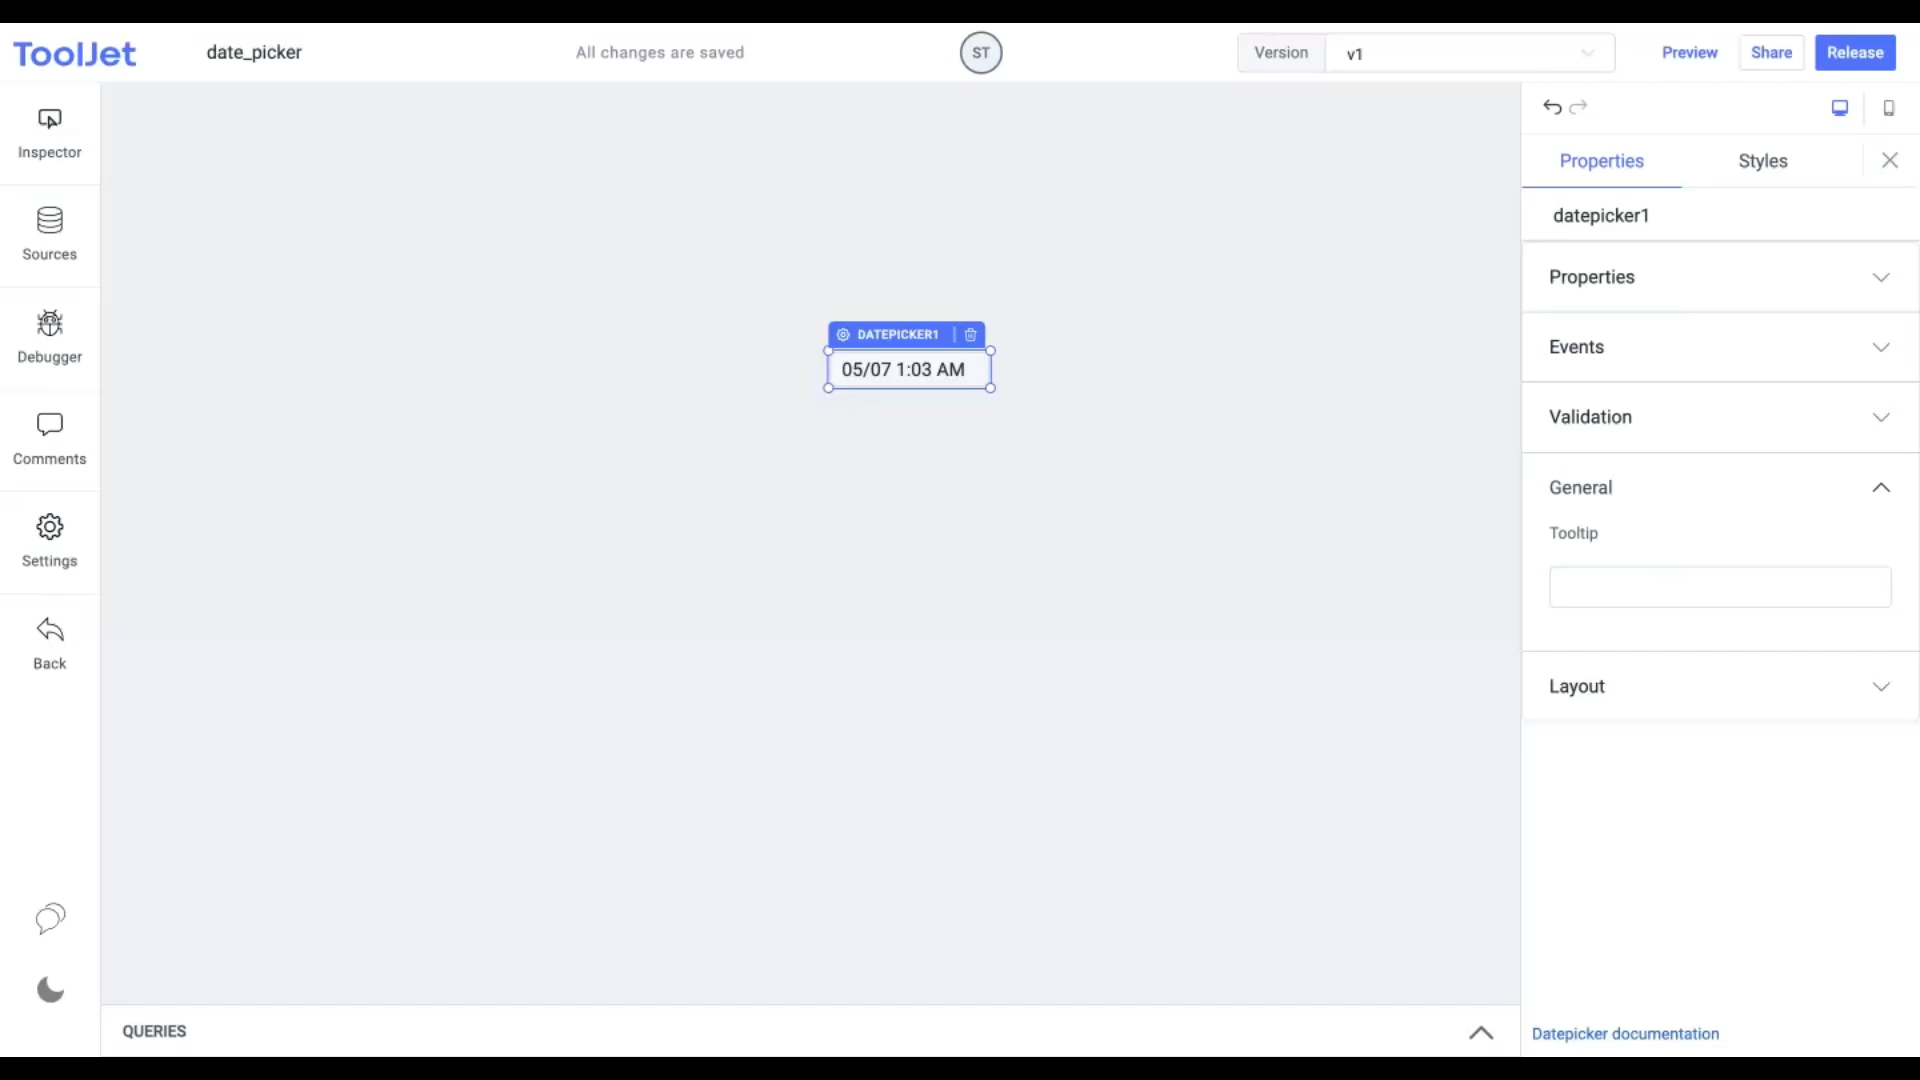 ToolJet
date_picker
All changes are saved
ST
Version
v1
Preview
Share
Release
Inspector
Sources
Debugger
Comments
Settings
Back
DATEPICKER1
05/07 1:03 AM
Properties
Styles
datepicker1
Properties
Events
Validation
General
Tooltip
Layout
QUERIES
Datepicker documentation